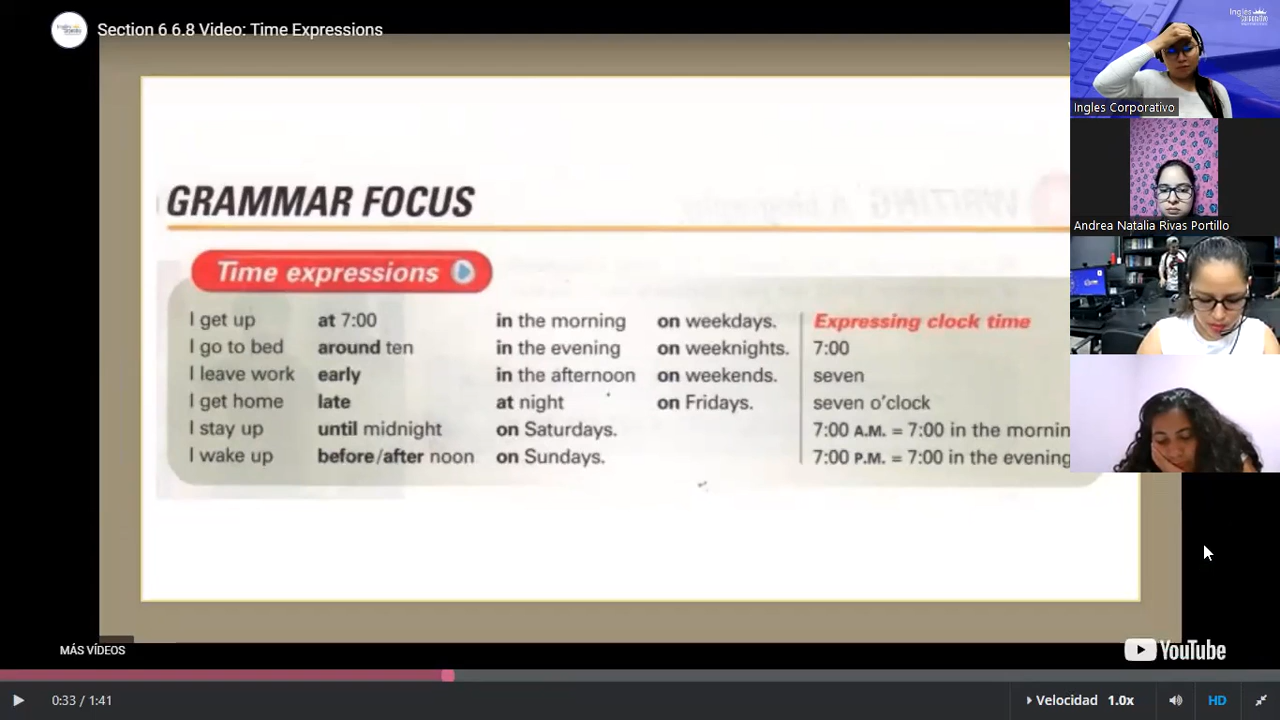 Section 6 6.8 Video: Time Expressions
GRAMMAR FOCUS
Time expressions
I get up at 7:00 in the morning on weekdays.
I go to bed around ten in the evening on weeknights.
I leave work early in the afternoon on weekends.
I get home late at night on Fridays.
I stay up until midnight on Saturdays.
I wake up before/after noon on Sundays.
Expressing clock time
7:00
seven
seven o'clock
7:00 A.M. = 7:00 in the mornin
7:00 P.M. = 7:00 in the evening
Ingles Corporativo
Andrea Natalia Rivas Portillo
MÁS VÍDEOS
YouTube
0:33 / 1:41
Velocidad 1.0x
HD